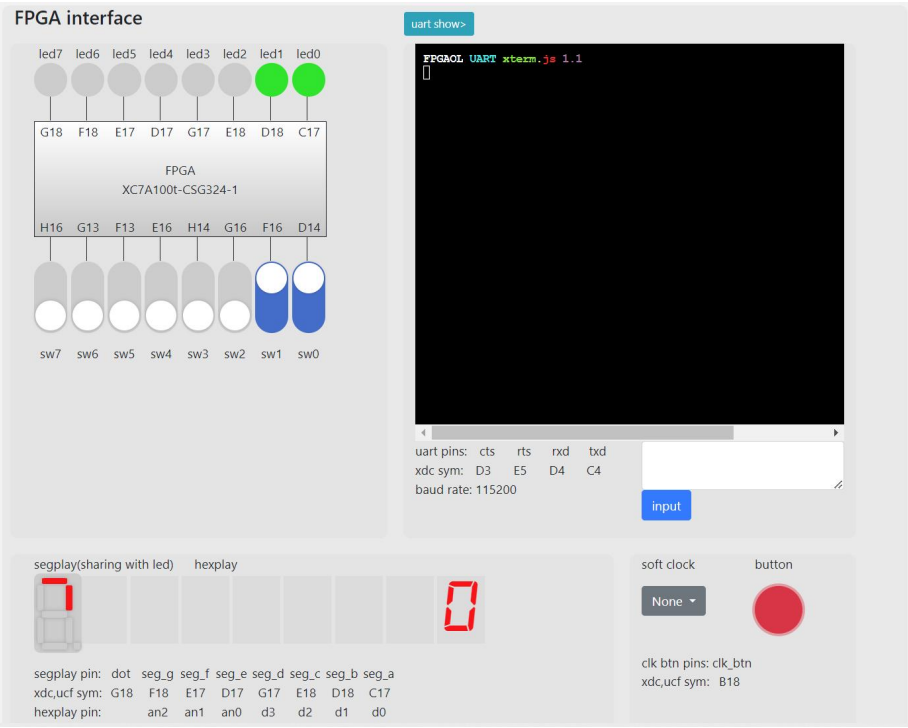 FPGA interface
uart show>
led7 led6 led5 led4 led3 led2 led1 led0
G18 F18 E17 D17 G17 E18 D18 C17
FPGA
XC7A100t-CSG324-1
H16 G13 F13 E16 H14 G16 F16 D14
sw7 sw6 sw5 sw4 sw3 sw2 sw1 sw0
FPGAOL UART xterm.js 1.1
uart pins: cts rts rxd txd
xdc sym: D3 E5 D4 C4
baud rate: 115200
input
segplay(sharing with led) hexplay
0
segplay pin: dot seg_g seg_f seg_e seg_d seg_c seg_b seg_a
xdc,ucf sym: G18 F18 E17 D17 G17 E18 D18 C17
hexplay pin: an2 an1 an0 d3 d2 d1 d0
soft clock button
None
clk btn pins: clk_btn
xdc,ucf sym: B18